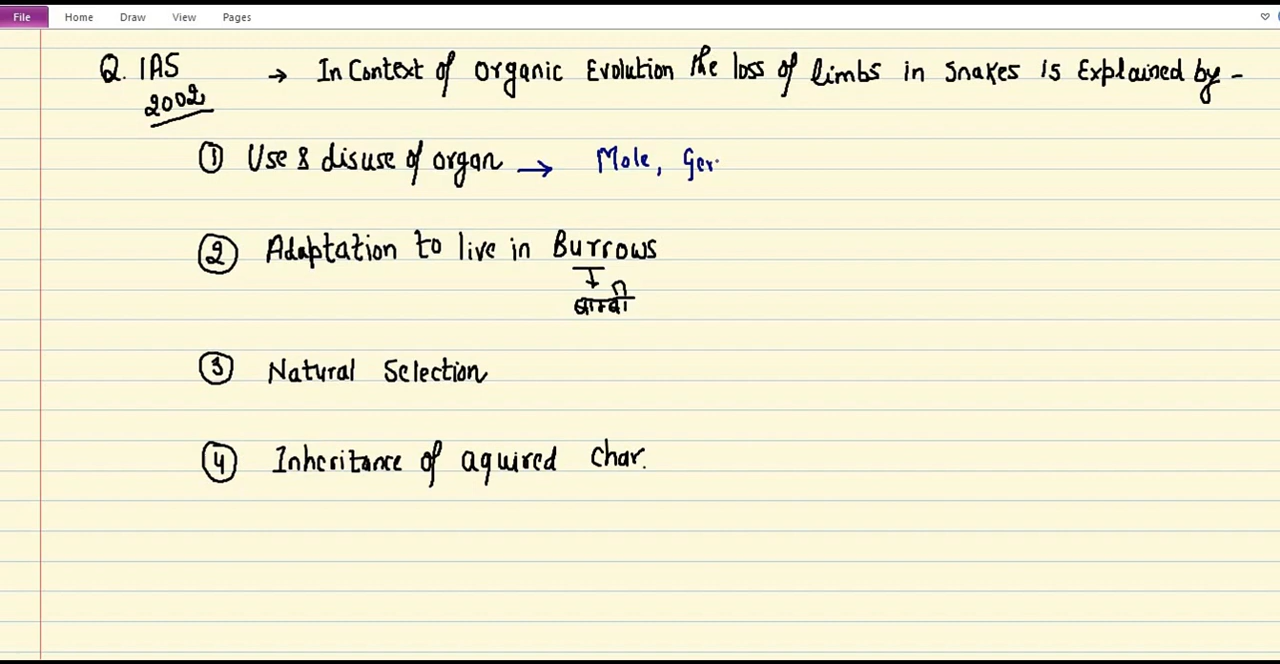 File Home Draw View Pages
Q. IAS → In Context of organic Evolution the loss of limbs in snakes is Explained by -
2002
① Use & disuse of organ → Mole, Ger
② Adaptation to live in Burrows
③ Natural Selection
④ Inheritance of aquired char.